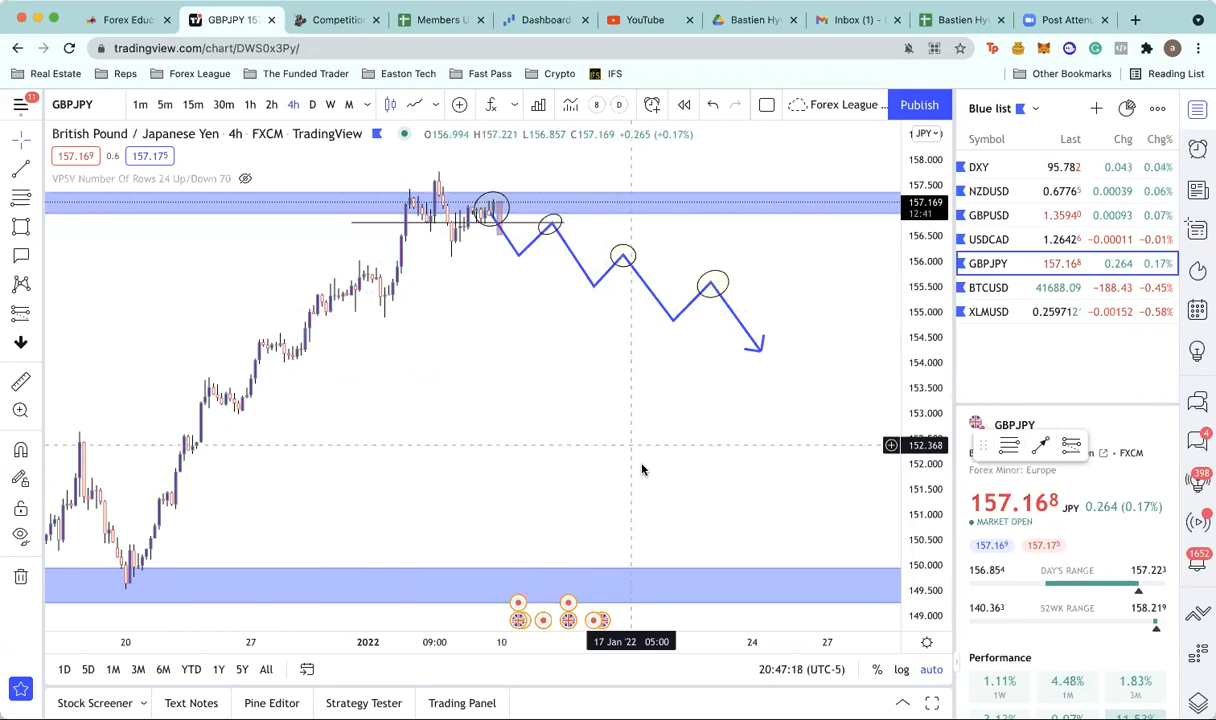 Forex Educ
GBPJPY 157
Competition
Members U
Dashboard
YouTube
Bastien Hy
Inbox (1) -
Bastien Hy
Post Atten
tradingview.com/chart/DWS0x3Py/
Real Estate
Reps
Forex League
The Funded Trader
Easton Tech
Fast Pass
Crypto
IFS
Other Bookmarks
Reading List
11
GBPJPY
1m 5m 15m 30m 1h 2h 4h D W M
8
D
Forex League ...
Publish
Blue list
British Pound / Japanese Yen · 4h · FXCM · TradingView
O156.994 H157.221 L156.857 C157.169 +0.265 (+0.17%)
JPY
157.169 0.6 157.175
VPSV Number Of Rows 24 Up/Down 70
Symbol Last Chg Chg%
DXY 95.782 0.043 0.04%
NZDUSD 0.67765 0.00039 0.06%
GBPUSD 1.35940 0.00093 0.07%
USDCAD 1.26426 −0.00011 −0.01%
GBPJPY 157.168 0.264 0.17%
BTCUSD 41688.09 −188.43 −0.45%
XLMUSD 0.259712 −0.00152 −0.58%
158.000
157.500
157.169
12:41
156.500
156.000
155.500
155.000
154.500
154.000
153.500
153.000
152.368
152.000
151.500
151.000
150.500
150.000
149.500
149.000
GBPJPY
FXCM
Forex Minor: Europe
157.168 JPY 0.264 (0.17%)
MARKET OPEN
157.169 157.175
156.854 DAY'S RANGE 157.223
140.363 52WK RANGE 158.219
Performance
1.11% 4.48% 1.83%
1W 1M 3M
4
398
1652
20 27 2022 09:00 10 17 Jan '22 05:00 24 27
1D 5D 1M 3M 6M YTD 1Y 5Y All
20:47:18 (UTC-5)
% log auto
Stock Screener
Text Notes
Pine Editor
Strategy Tester
Trading Panel